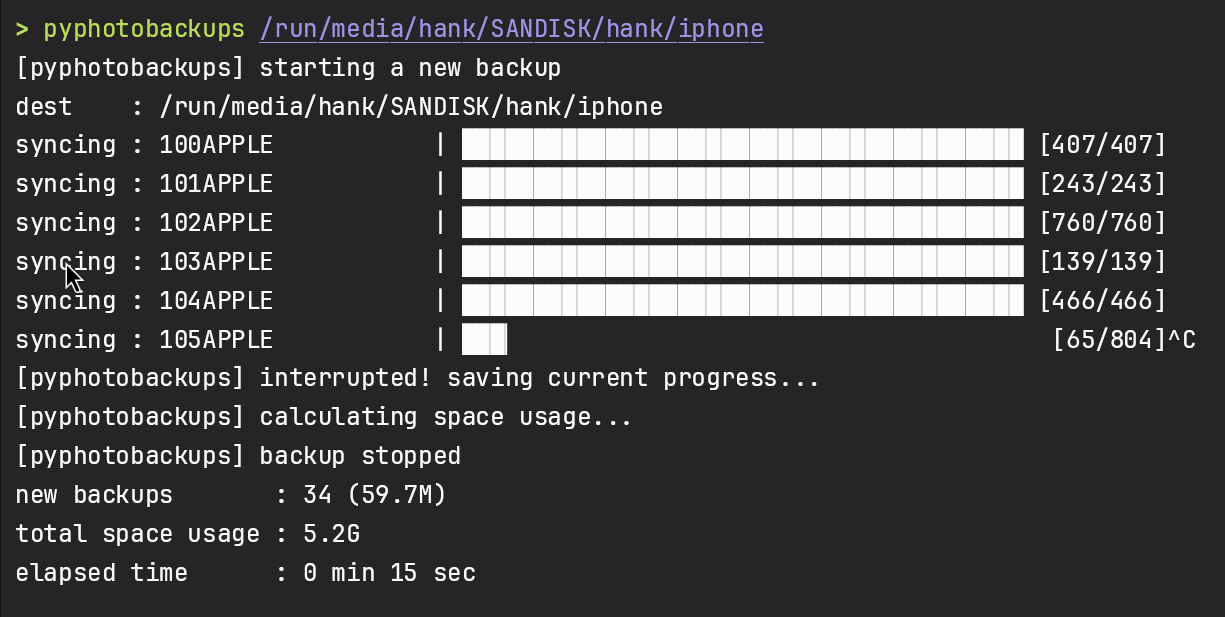 > pyphotobackups /run/media/hank/SANDISK/hank/iphone
[pyphotobackups] starting a new backup
dest    : /run/media/hank/SANDISK/hank/iphone
syncing : 100APPLE | [407/407]
syncing : 101APPLE | [243/243]
syncing : 102APPLE | [760/760]
syncing : 103APPLE | [139/139]
syncing : 104APPLE | [466/466]
syncing : 105APPLE | [65/804]^C
[pyphotobackups] interrupted! saving current progress...
[pyphotobackups] calculating space usage...
[pyphotobackups] backup stopped
new backups       : 34 (59.7M)
total space usage : 5.2G
elapsed time      : 0 min 15 sec